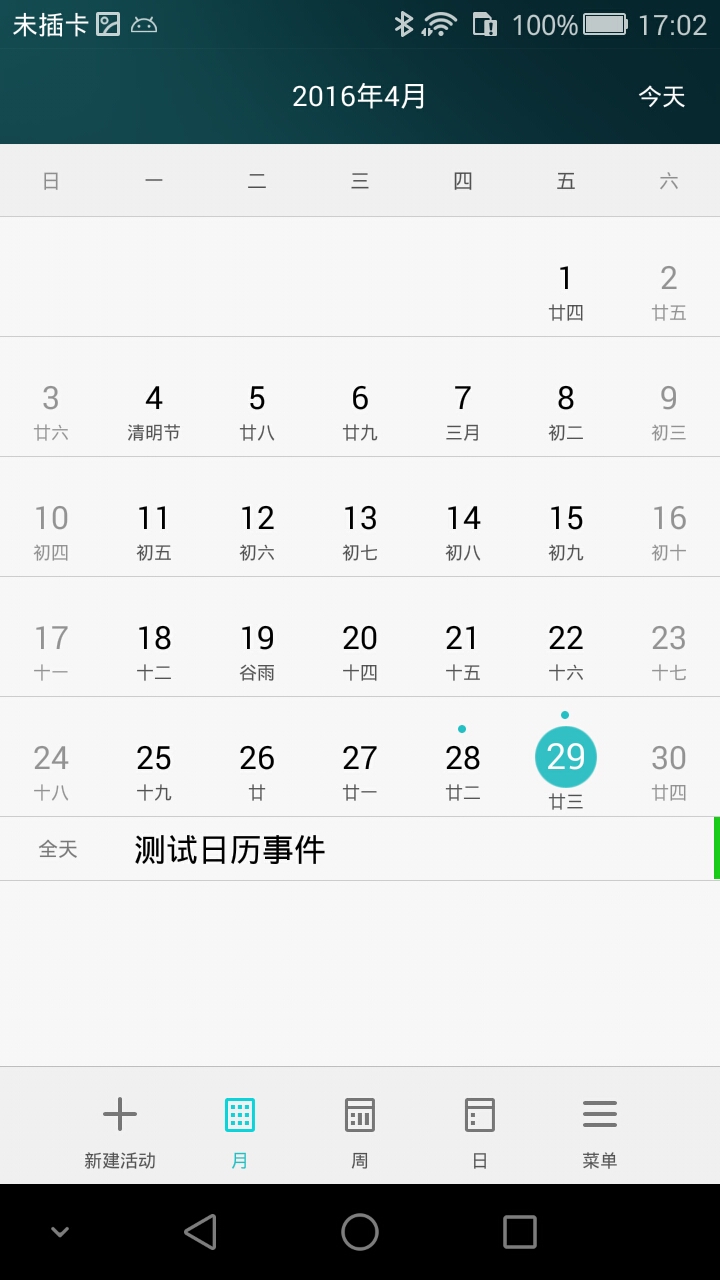 未插卡 100% 17:02
2016年4月 今天
日 一 二 三 四 五 六
1 2
廿四 廿五
3 4 5 6 7 8 9
廿六 清明节 廿八 廿九 三月 初二 初三
10 11 12 13 14 15 16
初四 初五 初六 初七 初八 初九 初十
17 18 19 20 21 22 23
十一 十二 谷雨 十四 十五 十六 十七
24 25 26 27 28 29 30
十八 十九 廿 廿一 廿二 廿三 廿四
全天 测试日历事件
新建活动 月 周 日 菜单